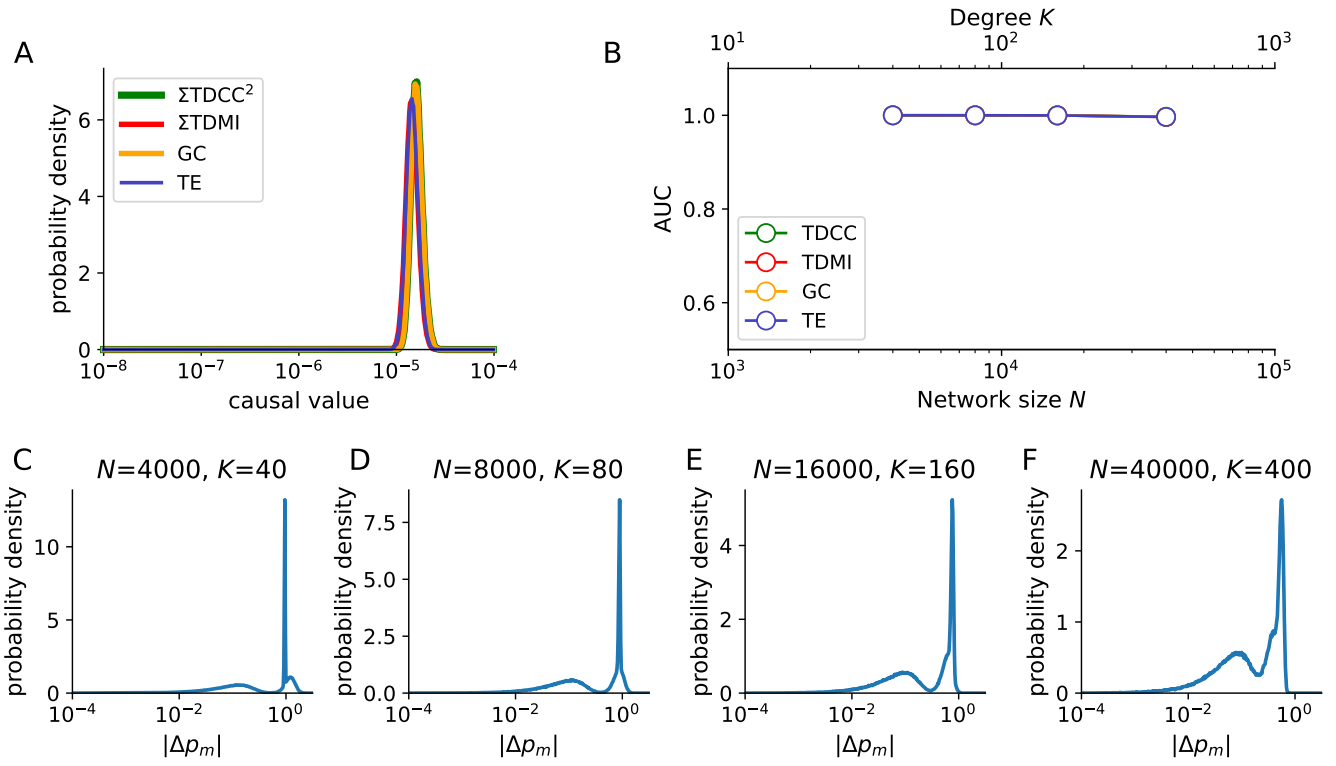 A
probability density
6
4
2
0
ΣTDCC²
ΣTDMI
GC
TE
10⁻⁸ 10⁻⁷ 10⁻⁶ 10⁻⁵ 10⁻⁴
causal value
B
Degree K
10¹ 10² 10³
AUC
1.0
0.8
0.6
TDCC
TDMI
GC
TE
10³ 10⁴ 10⁵
Network size N
C
N=4000, K=40
probability density
10
5
0
10⁻⁴ 10⁻² 10⁰
|Δpₘ|
D
N=8000, K=80
probability density
7.5
5.0
2.5
0.0
10⁻⁴ 10⁻² 10⁰
|Δpₘ|
E
N=16000, K=160
probability density
4
2
0
10⁻⁴ 10⁻² 10⁰
|Δpₘ|
F
N=40000, K=400
probability density
2
1
0
10⁻⁴ 10⁻² 10⁰
|Δpₘ|